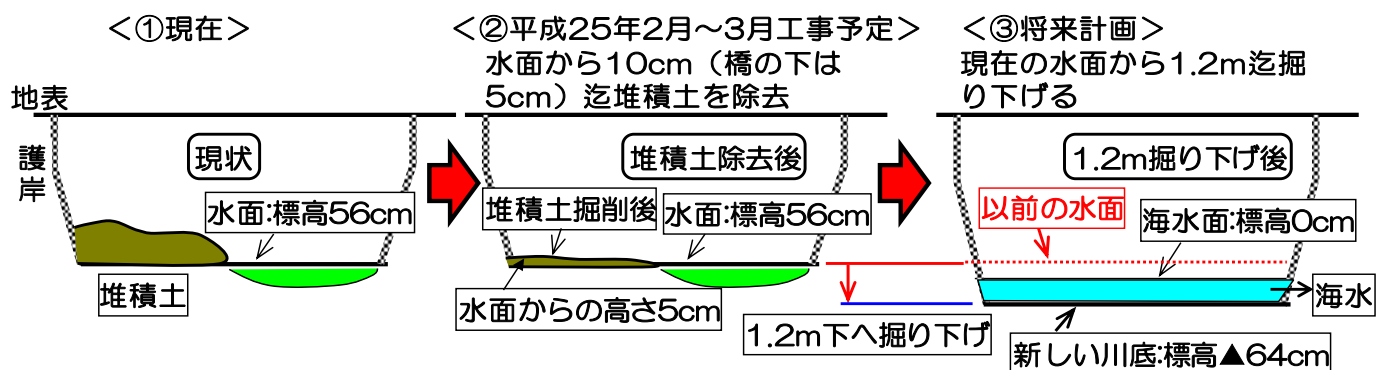 ＜①現在＞
地表
護岸
現状
水面:標高56cm
堆積土
＜②平成25年2月～3月工事予定＞
水面から10cm（橋の下は
5cm）迄堆積土を除去
堆積土除去後
堆積土掘削後
水面:標高56cm
水面からの高さ5cm
＜③将来計画＞
現在の水面から1.2m迄掘
り下げる
1.2m掘り下げ後
以前の水面
海水面:標高0cm
海水
1.2m下へ掘り下げ
新しい川底:標高▲64cm